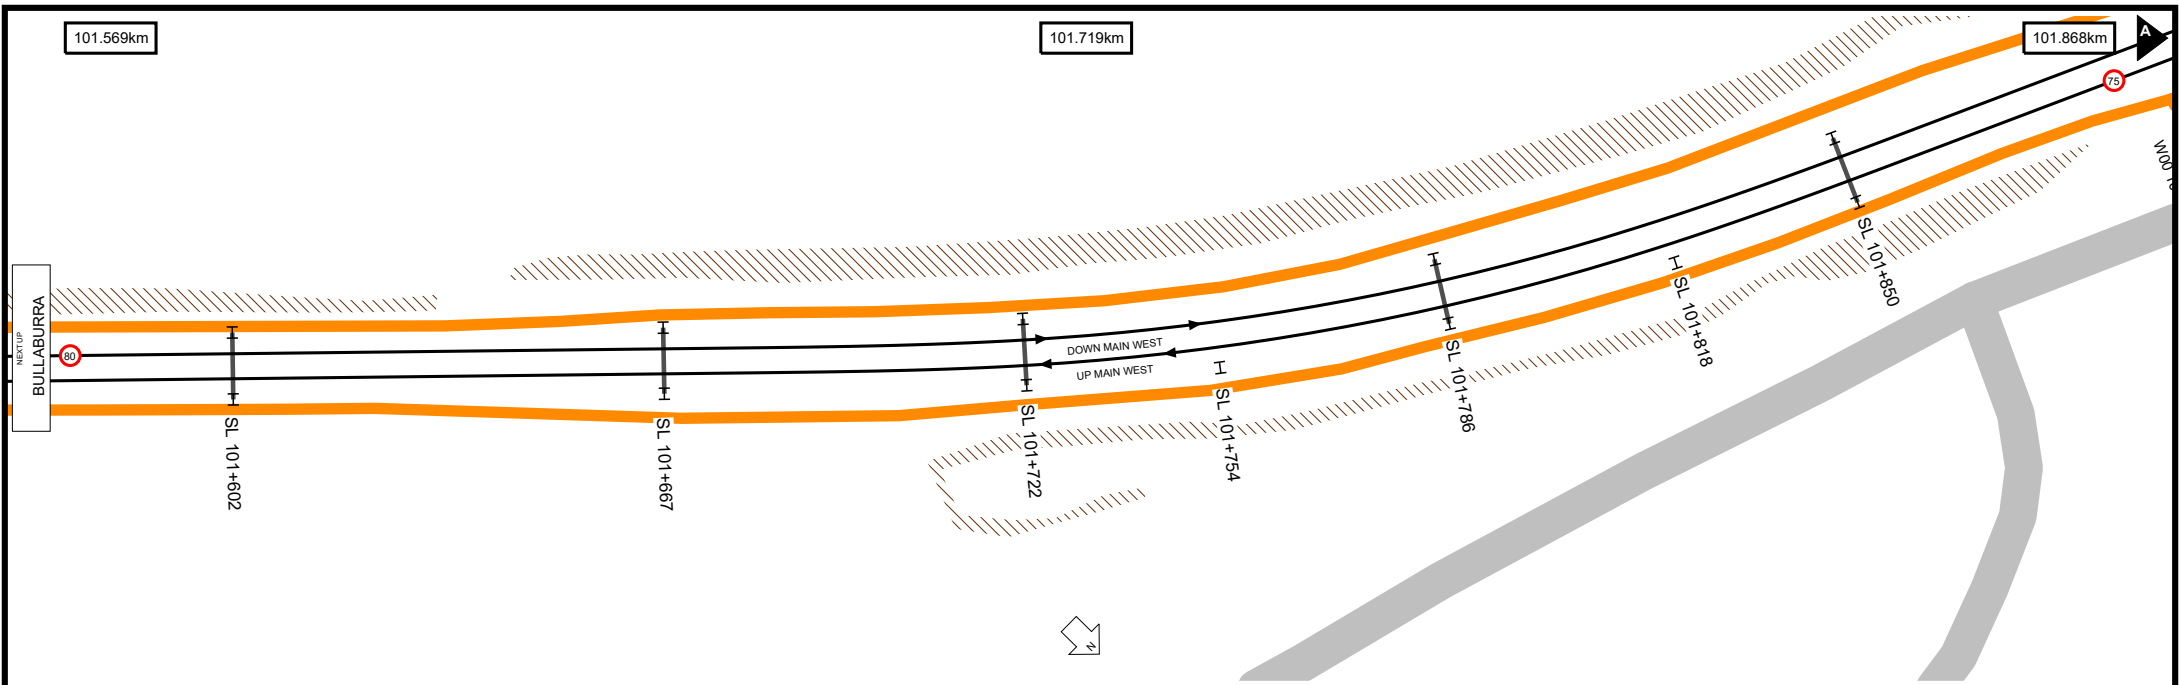 101.569km
101.719km
101.868km
A
75
NEXT UP
BULLABURRA
80
DOWN MAIN WEST
UP MAIN WEST
SL 101+602
SL 101+667
SL 101+722
SL 101+754
SL 101+786
SL 101+818
SL 101+850
N